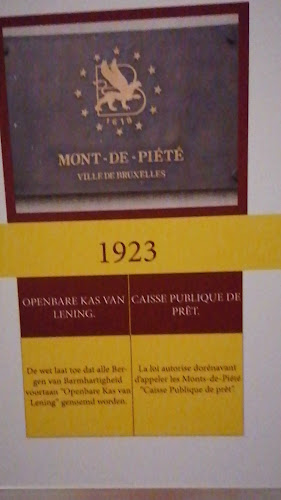 1618
MONT-DE-PIÉTÉ
VILLE DE BRUXELLES
1923
OPENBARE KAS VAN
LENING.
CAISSE PUBLIQUE DE
PRÊT.
De wet laat toe dat alle Ber-
gen van Barmhartigheid
voortaan "Openbare Kas van
Lening" genoemd worden.
La loi autorise dorénavant
d'appeler les Monts-de-Piété
"Caisse Publique de prêt".